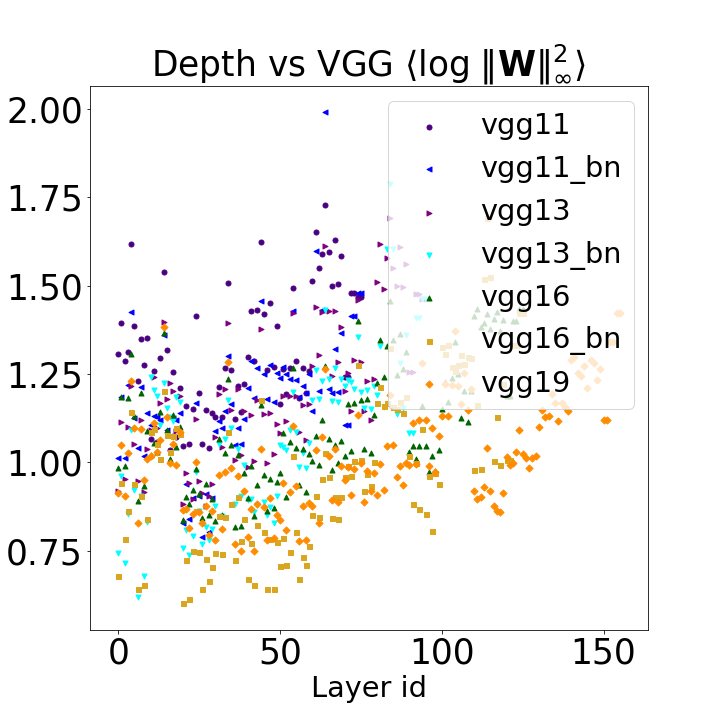 Depth vs VGG ⟨log ‖W‖²∞⟩
2.00
1.75
1.50
1.25
1.00
0.75
vgg11
vgg11_bn
vgg13
vgg13_bn
vgg16
vgg16_bn
vgg19
0 50 100 150
Layer id